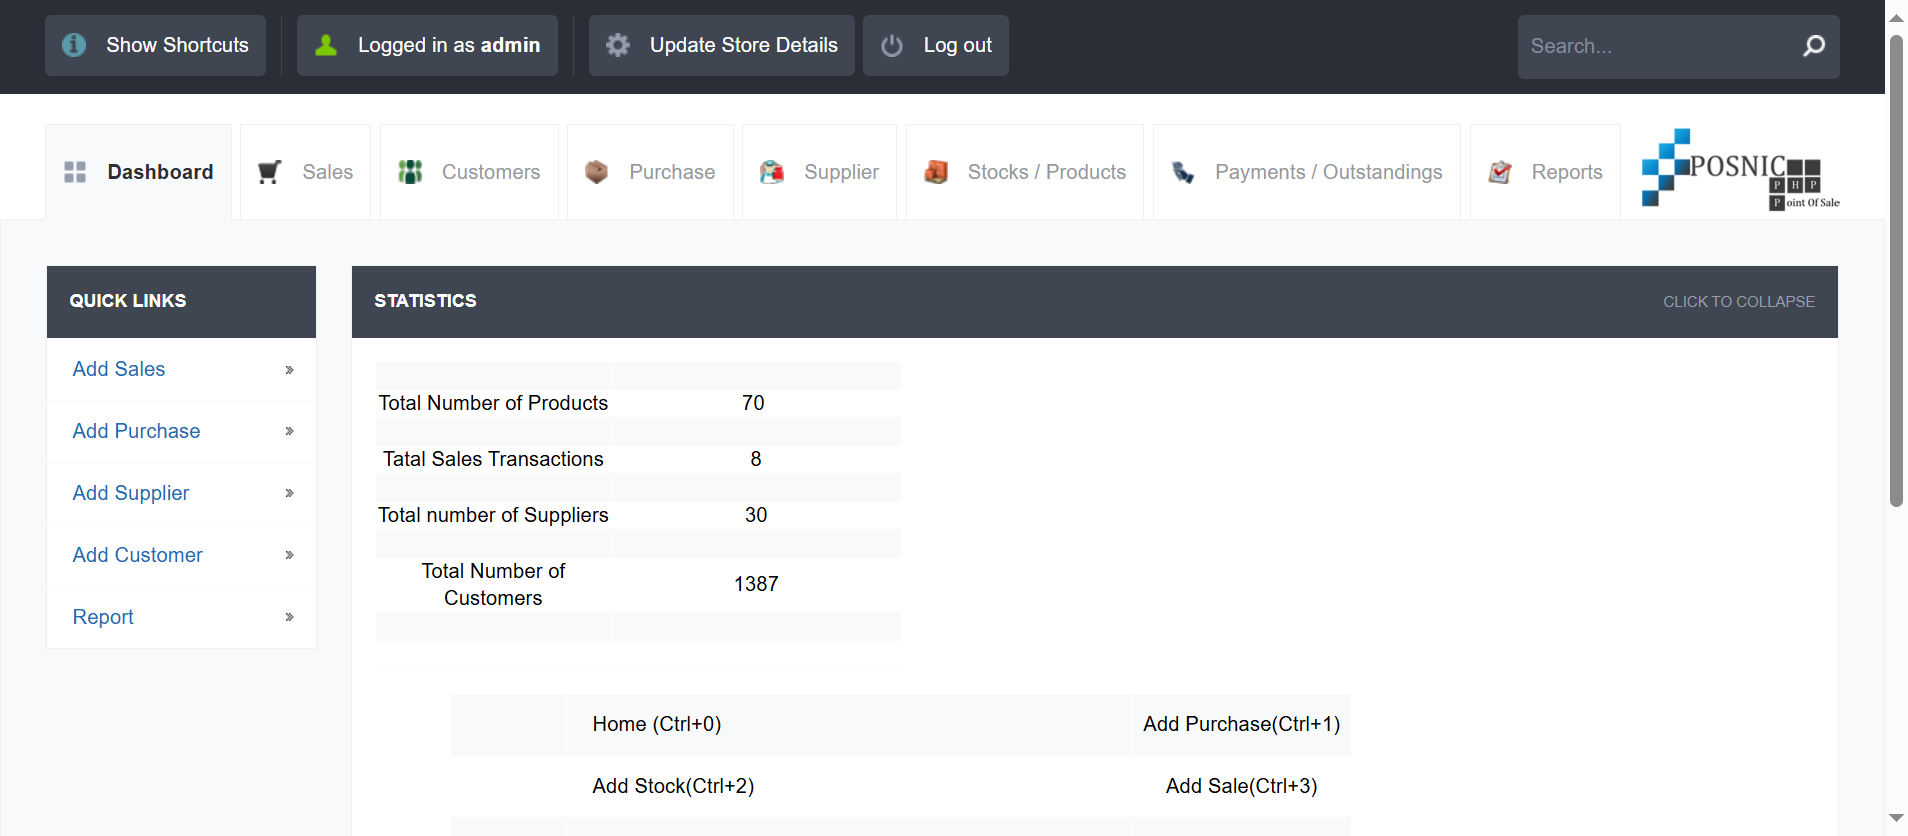 Show Shortcuts
Logged in as admin
Update Store Details
Log out
Search...
Dashboard
Sales
Customers
Purchase
Supplier
Stocks / Products
Payments / Outstandings
Reports
POSNIC
PHP
Point Of Sale
QUICK LINKS
Add Sales
Add Purchase
Add Supplier
Add Customer
Report
STATISTICS
CLICK TO COLLAPSE
Total Number of Products 70
Tatal Sales Transactions 8
Total number of Suppliers 30
Total Number of
Customers 1387
Home (Ctrl+0) Add Purchase(Ctrl+1)
Add Stock(Ctrl+2) Add Sale(Ctrl+3)